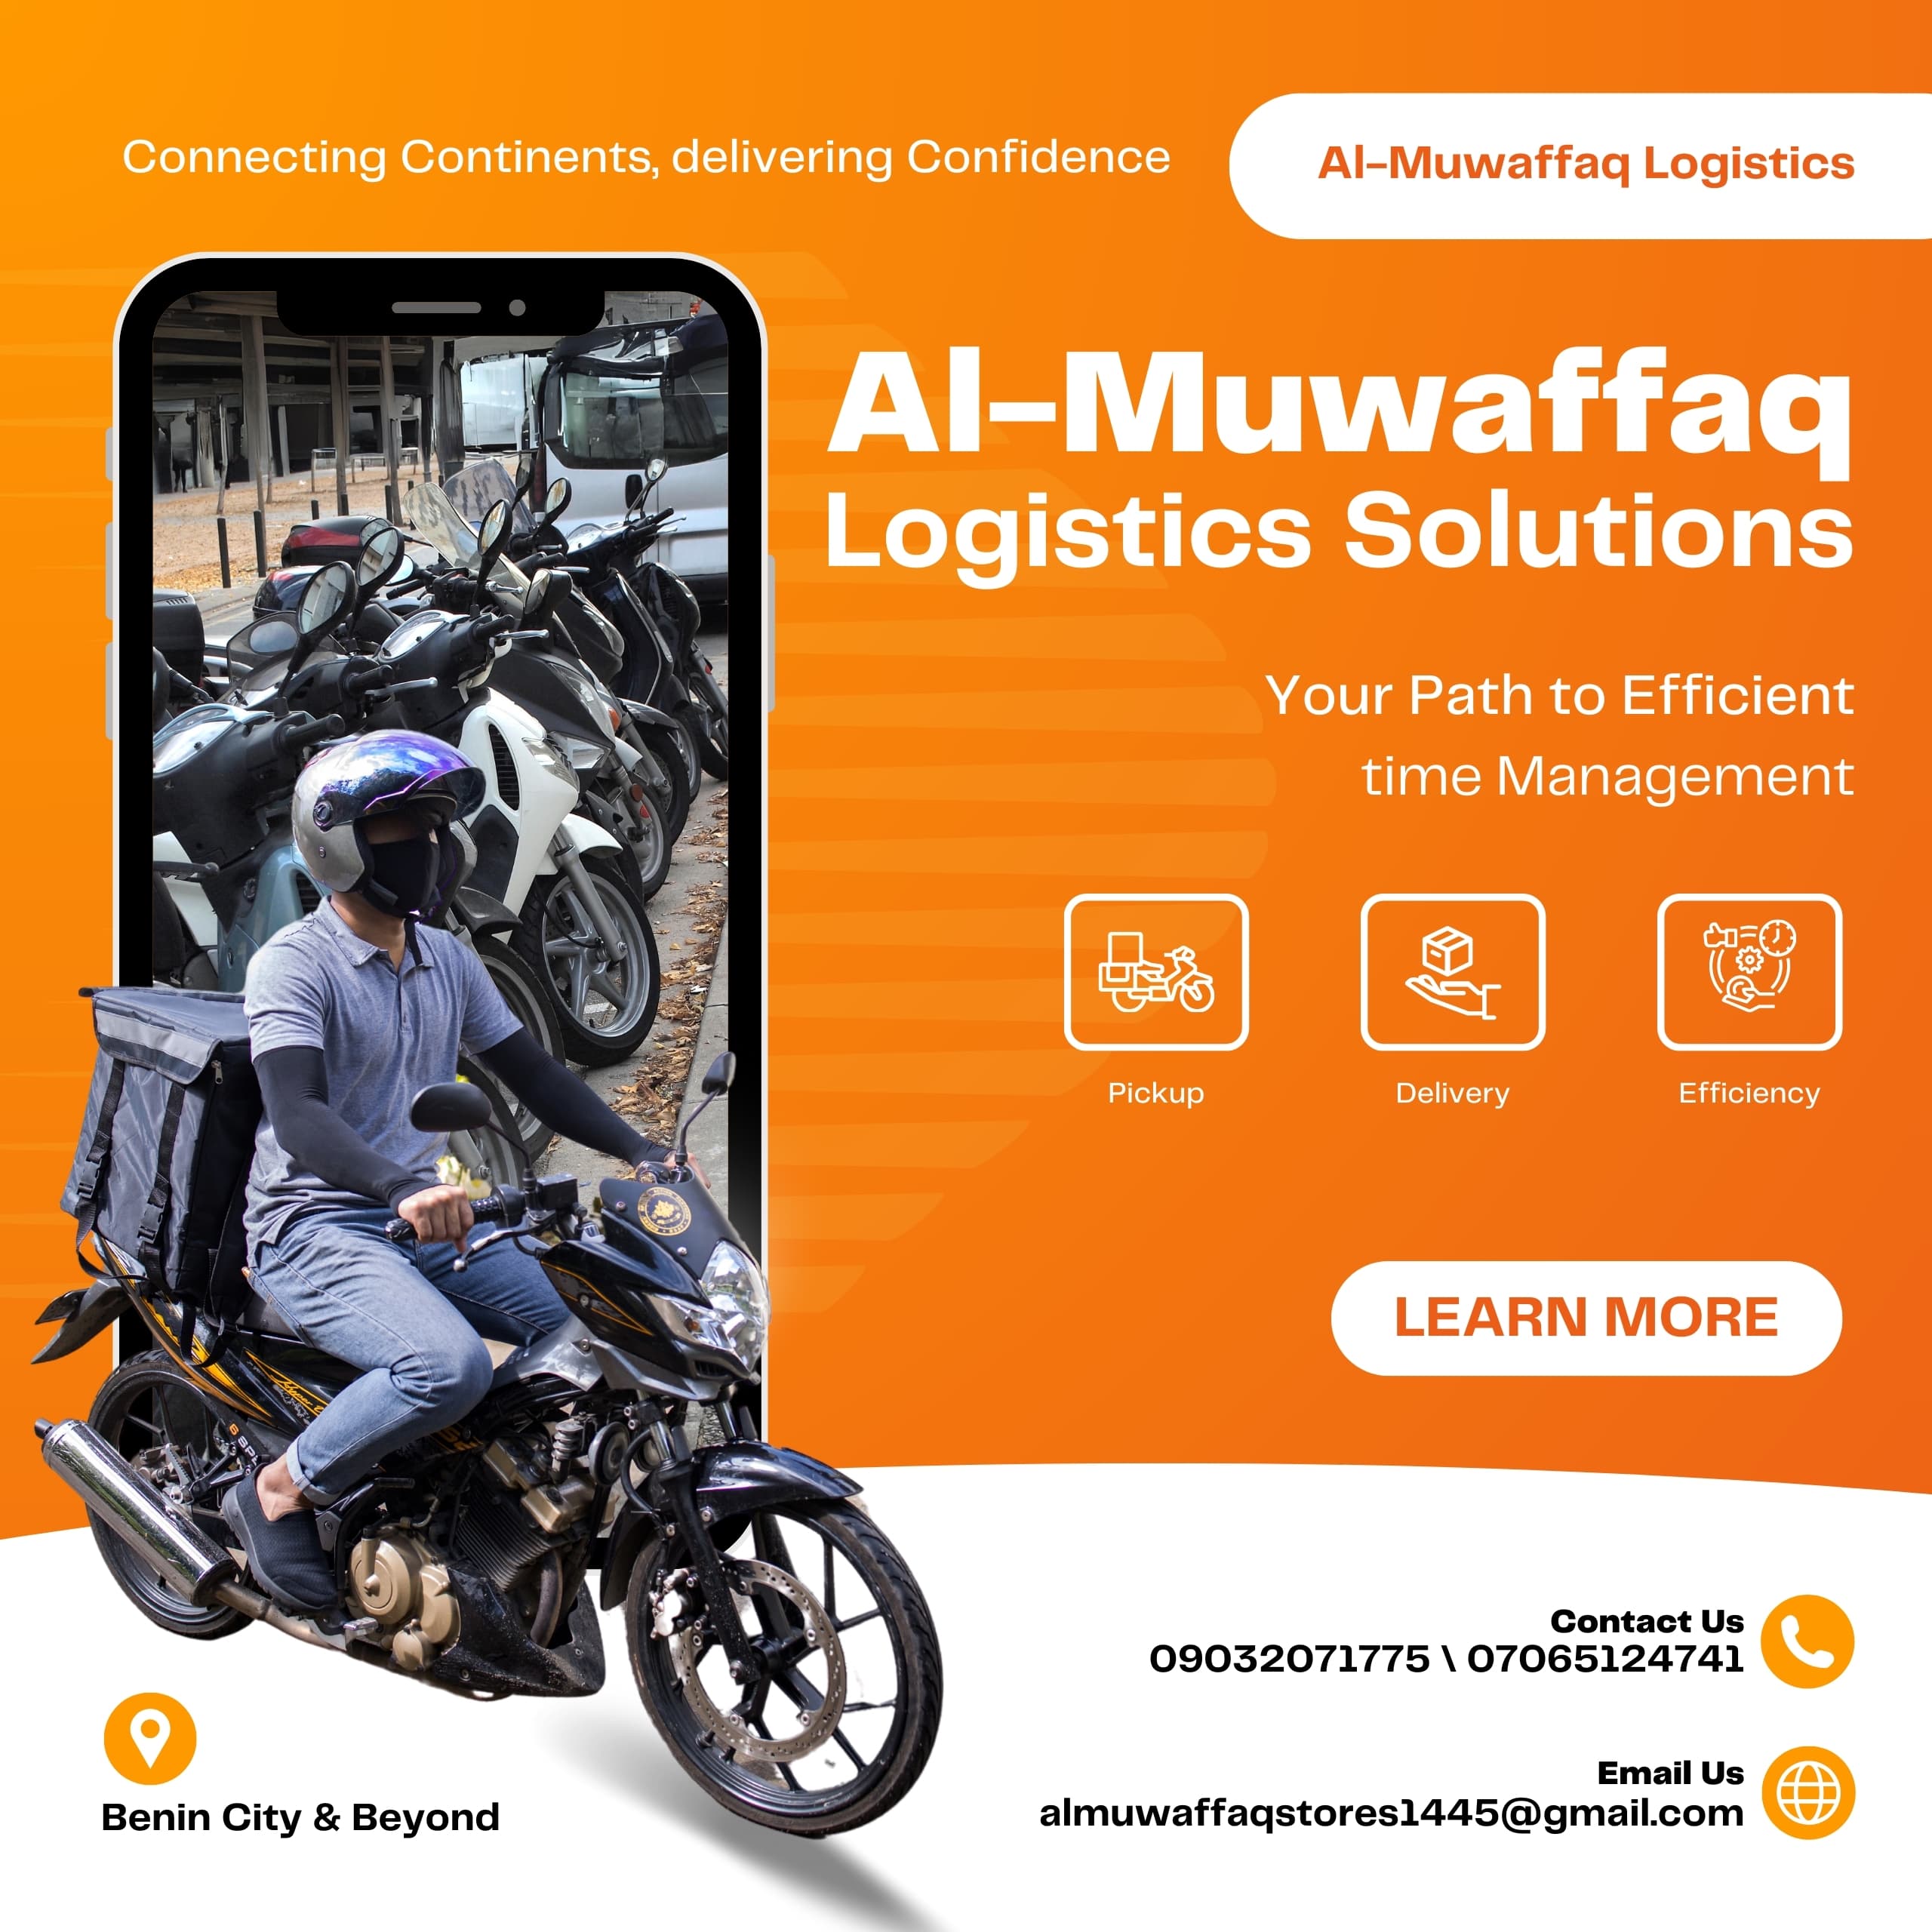 Connecting Continents, delivering Confidence
Al-Muwaffaq Logistics
Al-Muwaffaq
Logistics Solutions
Your Path to Efficient
time Management
Pickup
Delivery
Efficiency
LEARN MORE
Contact Us
09032071775 \ 07065124741
Email Us
almuwaffaqstores1445@gmail.com
Benin City & Beyond